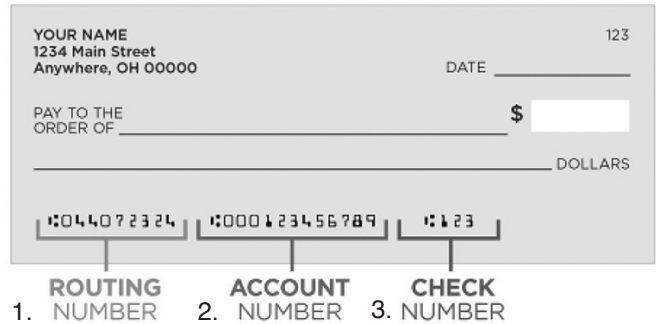 YOUR NAME 123
1234 Main Street
Anywhere, OH 00000
DATE
PAY TO THE
ORDER OF $
DOLLARS
⑆044072324 ⑆000123456789 ⑆123
ROUTING ACCOUNT CHECK
1. NUMBER 2. NUMBER 3. NUMBER